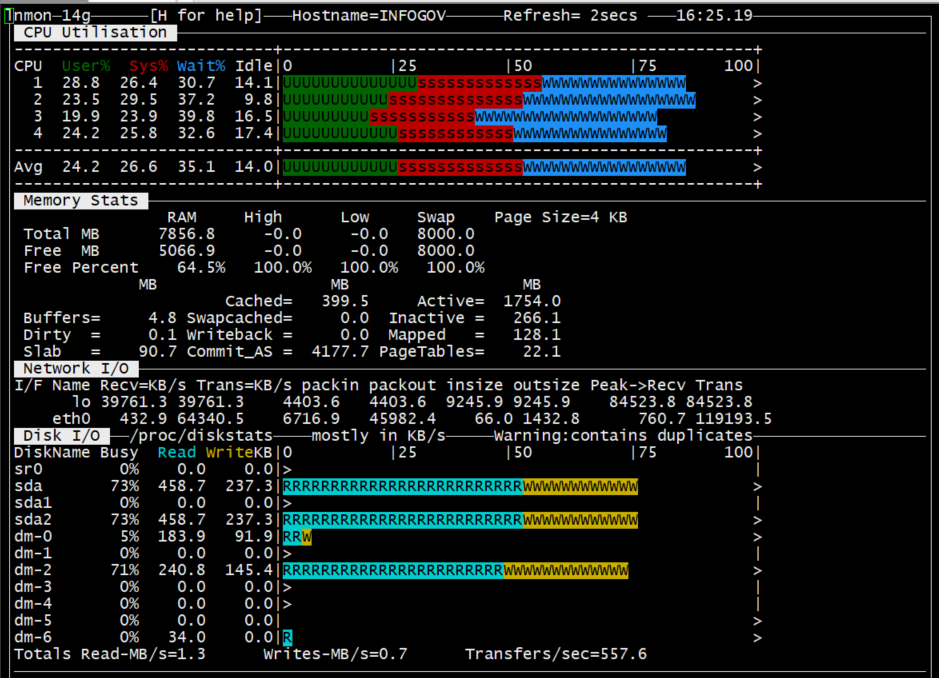 nmon-14g [H for help] Hostname=INFOGOV Refresh= 2secs 16:25.19
CPU Utilisation
CPU User% Sys% Wait% Idle|0 |25 |50 |75 100|
1 28.8 26.4 30.7 14.1|UUUUUUUUUUUUUUsssssssssssssWWWWWWWWWWWWWWW >
2 23.5 29.5 37.2 9.8|UUUUUUUUUUUssssssssssssssWWWWWWWWWWWWWWWWWW >
3 19.9 23.9 39.8 16.5|UUUUUUUUUsssssssssssWWWWWWWWWWWWWWWWWWW >
4 24.2 25.8 32.6 17.4|UUUUUUUUUUUUssssssssssssWWWWWWWWWWWWWWWW >
Avg 24.2 26.6 35.1 14.0|UUUUUUUUUUUUsssssssssssssWWWWWWWWWWWWWWWWW >
Memory Stats
RAM High Low Swap Page Size=4 KB
Total MB 7856.8 -0.0 -0.0 8000.0
Free MB 5066.9 -0.0 -0.0 8000.0
Free Percent 64.5% 100.0% 100.0% 100.0%
MB MB MB
Cached= 399.5 Active= 1754.0
Buffers= 4.8 Swapcached= 0.0 Inactive = 266.1
Dirty = 0.1 Writeback = 0.0 Mapped = 128.1
Slab = 90.7 Commit_AS = 4177.7 PageTables= 22.1
Network I/O
I/F Name Recv=KB/s Trans=KB/s packin packout insize outsize Peak->Recv Trans
lo 39761.3 39761.3 4403.6 4403.6 9245.9 9245.9 84523.8 84523.8
eth0 432.9 64340.5 6716.9 45982.4 66.0 1432.8 760.7 119193.5
Disk I/O /proc/diskstats mostly in KB/s Warning:contains duplicates
DiskName Busy Read WriteKB|0 |25 |50 |75 100|
sr0 0% 0.0 0.0|> |
sda 73% 458.7 237.3|RRRRRRRRRRRRRRRRRRRRRRRRRWWWWWWWWWWWW >
sda1 0% 0.0 0.0|> |
sda2 73% 458.7 237.3|RRRRRRRRRRRRRRRRRRRRRRRRRWWWWWWWWWWWW >
dm-0 5% 183.9 91.9|RRW >
dm-1 0% 0.0 0.0|> |
dm-2 71% 240.8 145.4|RRRRRRRRRRRRRRRRRRRRRRRWWWWWWWWWWWWW >
dm-3 0% 0.0 0.0|> |
dm-4 0% 0.0 0.0|> |
dm-5 0% 0.0 0.0| >
dm-6 0% 34.0 0.0|R >
Totals Read-MB/s=1.3 Writes-MB/s=0.7 Transfers/sec=557.6